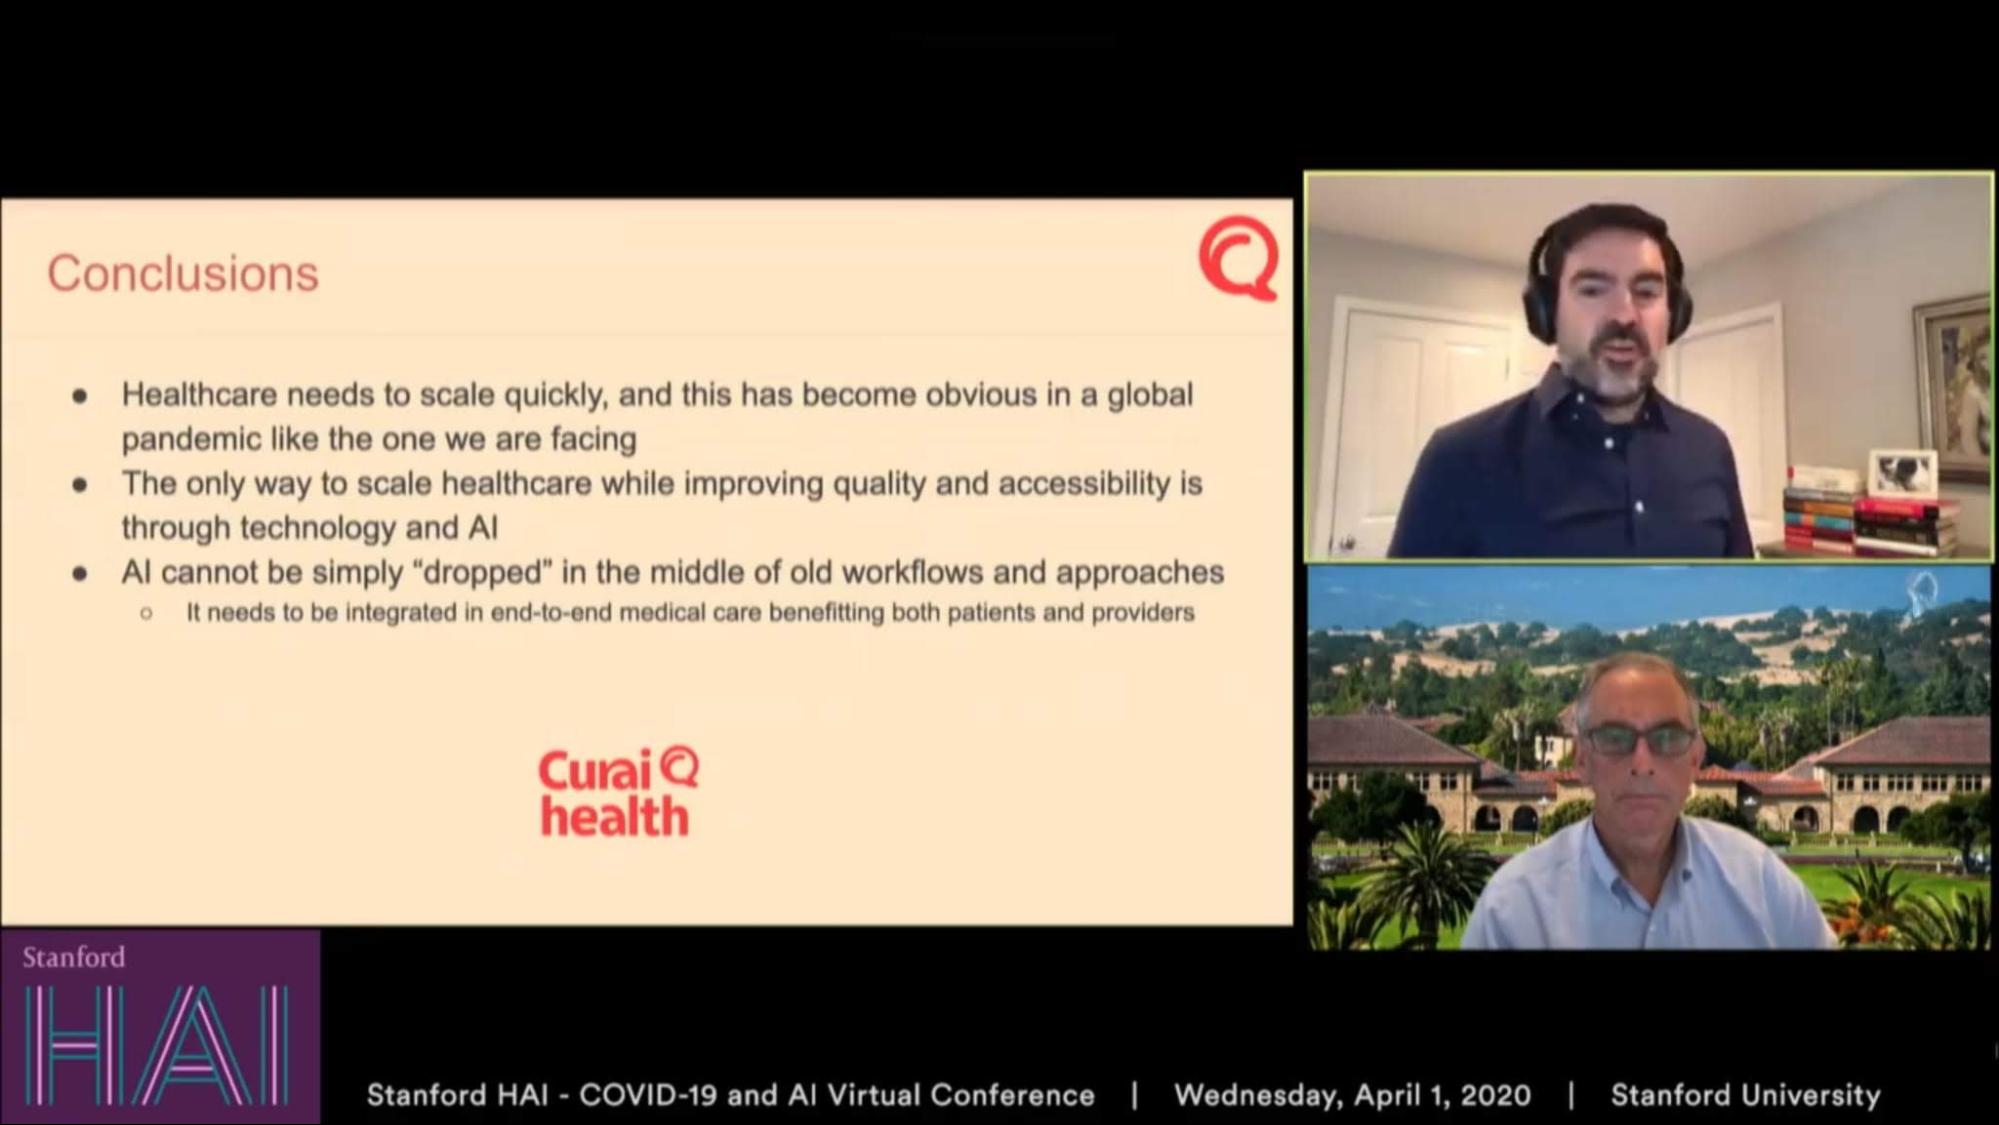 Conclusions
● Healthcare needs to scale quickly, and this has become obvious in a global
pandemic like the one we are facing
● The only way to scale healthcare while improving quality and accessibility is
through technology and AI
● AI cannot be simply “dropped” in the middle of old workflows and approaches
○ It needs to be integrated in end-to-end medical care benefitting both patients and providers
Curai
health
Stanford
HAI
Stanford HAI - COVID-19 and AI Virtual Conference | Wednesday, April 1, 2020 | Stanford University